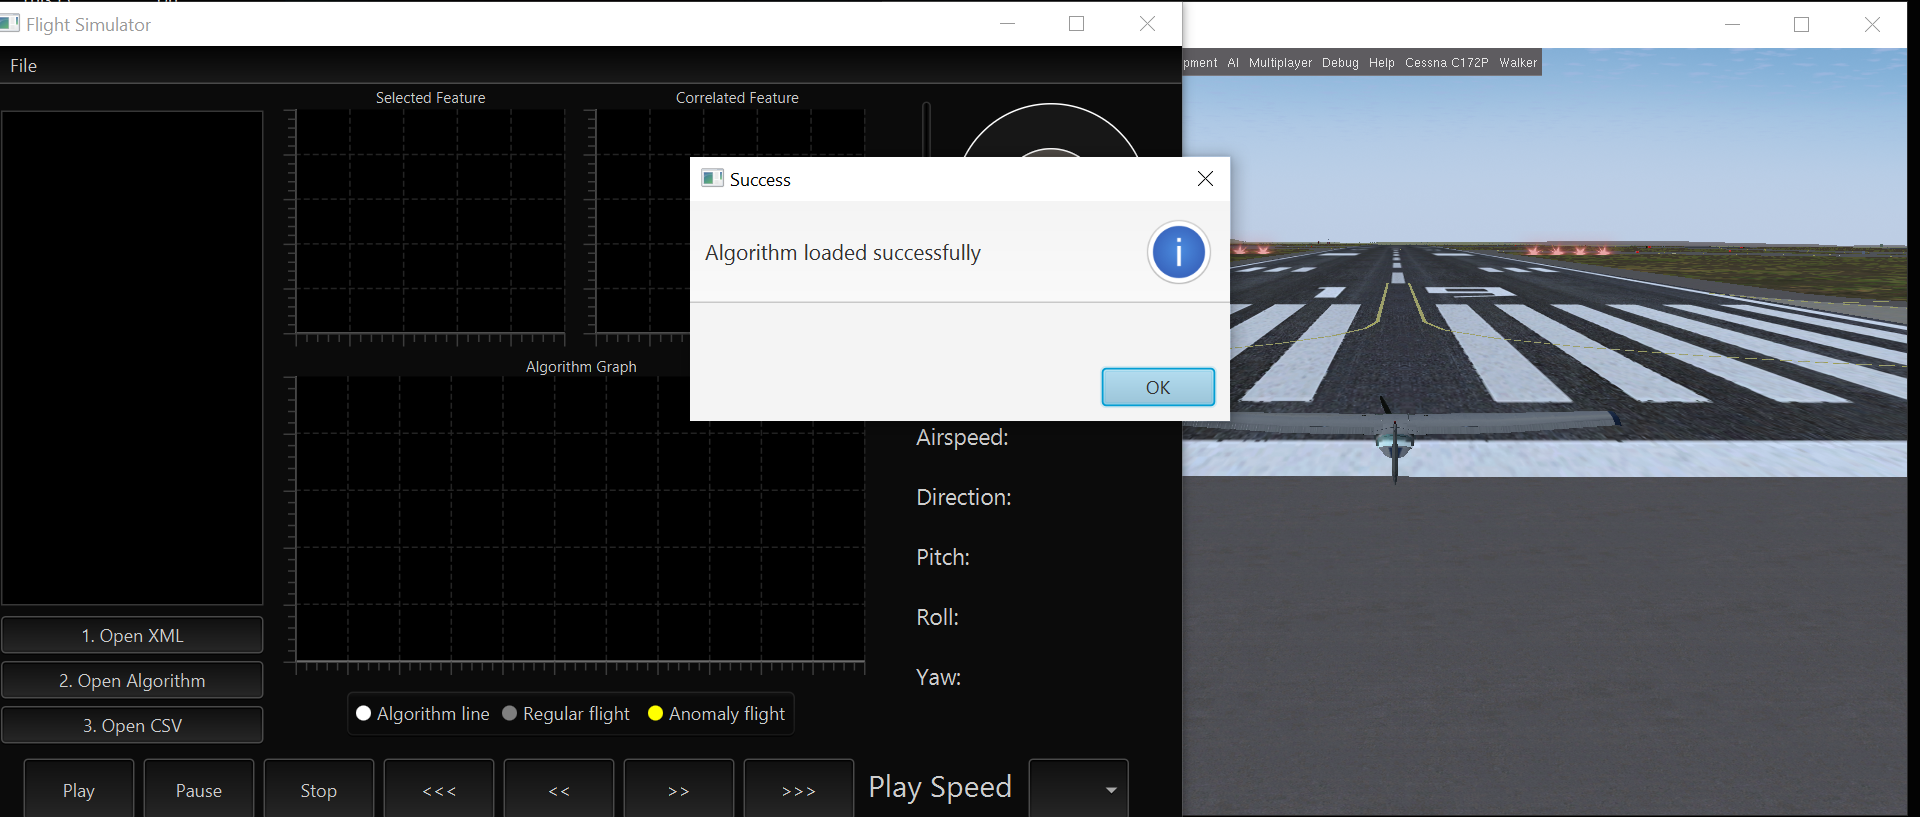 Flight Simulator
File
pment AI Multiplayer Debug Help Cessna C172P Walker
Selected Feature
Correlated Feature
Success
Algorithm loaded successfully
i
OK
Algorithm Graph
1 9
Airspeed:
Direction:
Pitch:
Roll:
Yaw:
1. Open XML
2. Open Algorithm
3. Open CSV
Algorithm line Regular flight Anomaly flight
Play Pause Stop <<< << >> >>> Play Speed